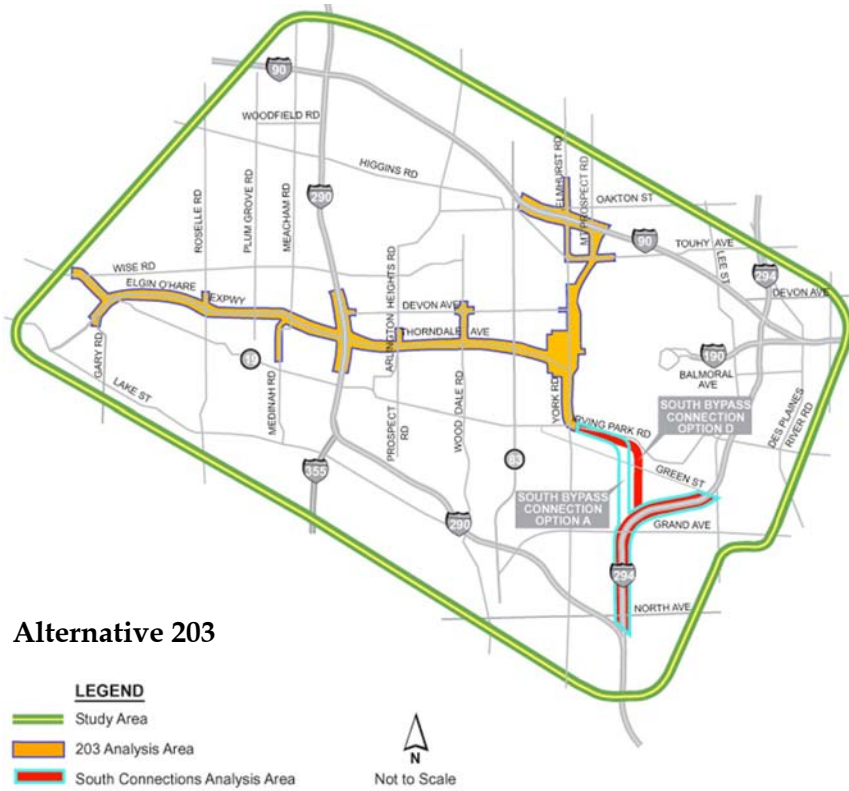 90
WOODFIELD RD
HIGGINS RD
ELMHURST RD
MT PROSPECT RD
OAKTON ST
ROSELLE RD
PLUM GROVE RD
MEACHAM RD
290
90
TOUHY AVE
LEE ST
294
DEVON AVE
WISE RD
ELGIN O'HARE EXPWY
ARLINGTON HEIGHTS RD
DEVON AVE
THORNDALE AVE
GARY RD
19
190
BALMORAL
AVE
LAKE ST
MEDINAH RD
PROSPECT
RD
WOOD DALE RD
YORK RD
IRVING PARK RD
SOUTH BYPASS
CONNECTION
OPTION D
DES PLAINES
RIVER RD
355
83
GREEN ST
SOUTH BYPASS
CONNECTION
OPTION A
290
GRAND AVE
294
NORTH AVE
Alternative 203
LEGEND
Study Area
203 Analysis Area
South Connections Analysis Area
N
Not to Scale